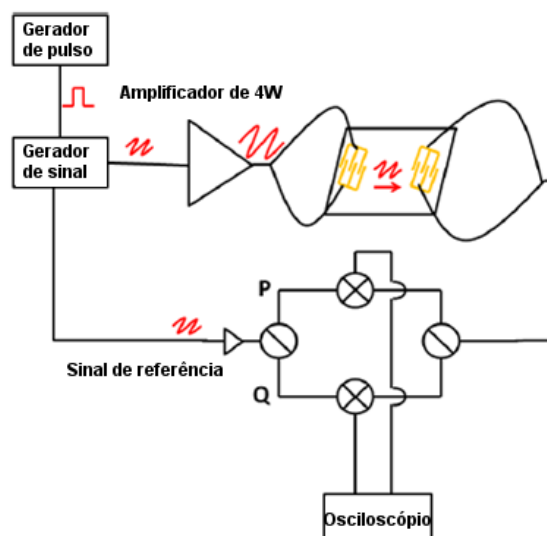 Gerador
de pulso
Amplificador de 4W
Gerador
de sinal
P
Sinal de referência
Q
Osciloscópio